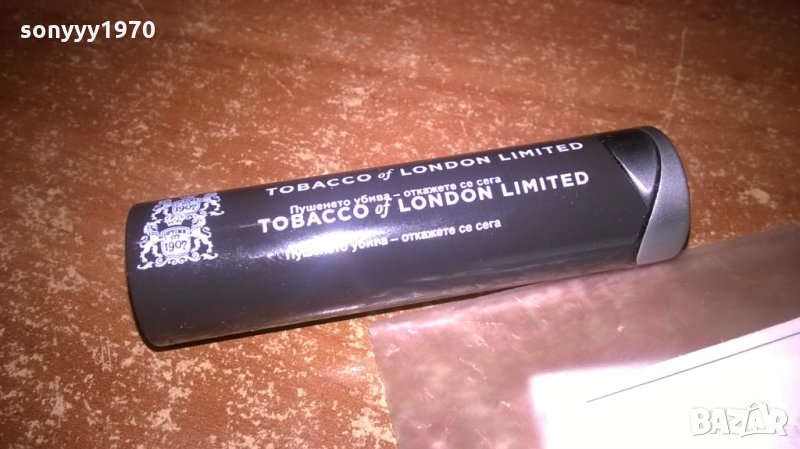 sonyyy1970
TOBACCO of LONDON LIMITED
Пушенето убива – откажете се сега
1907
TOBACCO of LONDON LIMITED
EST
1907
Пушенето убива – откажете се сега
BAZAR